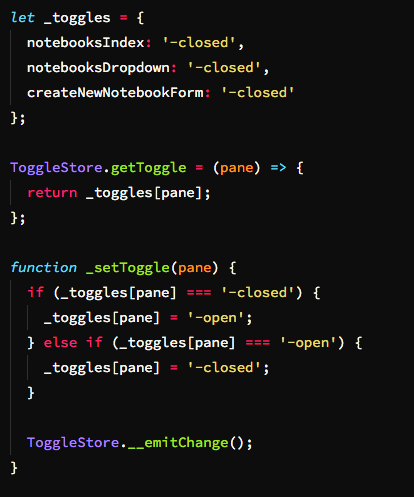 let _toggles = {
  notebooksIndex: '-closed',
  notebooksDropdown: '-closed',
  createNewNotebookForm: '-closed'
};

ToggleStore.getToggle = (pane) => {
  return _toggles[pane];
};

function _setToggle(pane) {
  if (_toggles[pane] === '-closed') {
    _toggles[pane] = '-open';
  } else if (_toggles[pane] === '-open') {
    _toggles[pane] = '-closed';
  }

  ToggleStore.__emitChange();
}